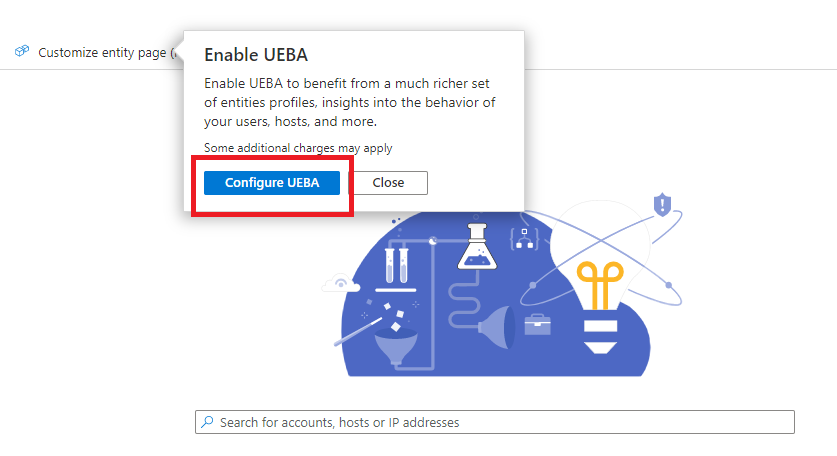 Customize entity page (
Enable UEBA
Enable UEBA to benefit from a much richer set
of entities profiles, insights into the behavior of
your users, hosts, and more.
Some additional charges may apply
Configure UEBA
Close
Search for accounts, hosts or IP addresses